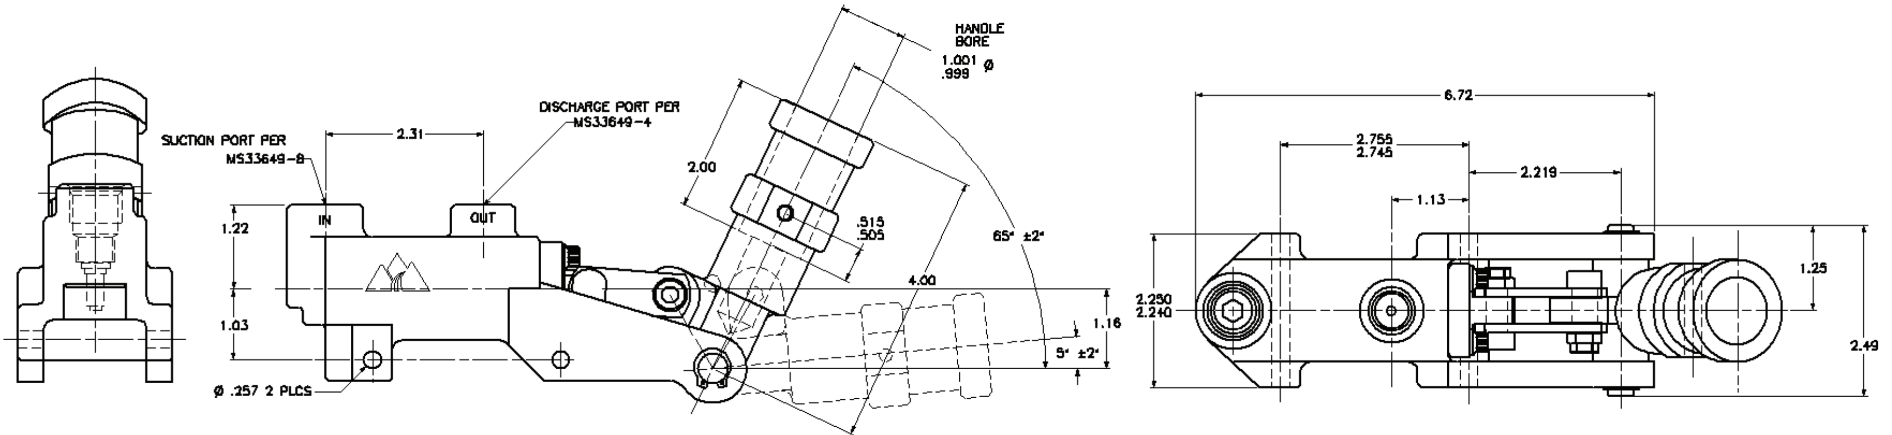 HANDLE
BORE
1.001 Ø
.999
DISCHARGE PORT PER
MS33649-4
SUCTION PORT PER
MS33649-8
2.31
2.00
IN
OUT
1.22
1.03
.515
.505
65° ±2°
4.00
1.16
5° ±2°
Ø .257 2 PLCS
6.72
2.755
2.745
2.219
1.13
1.25
2.250
2.240
2.49